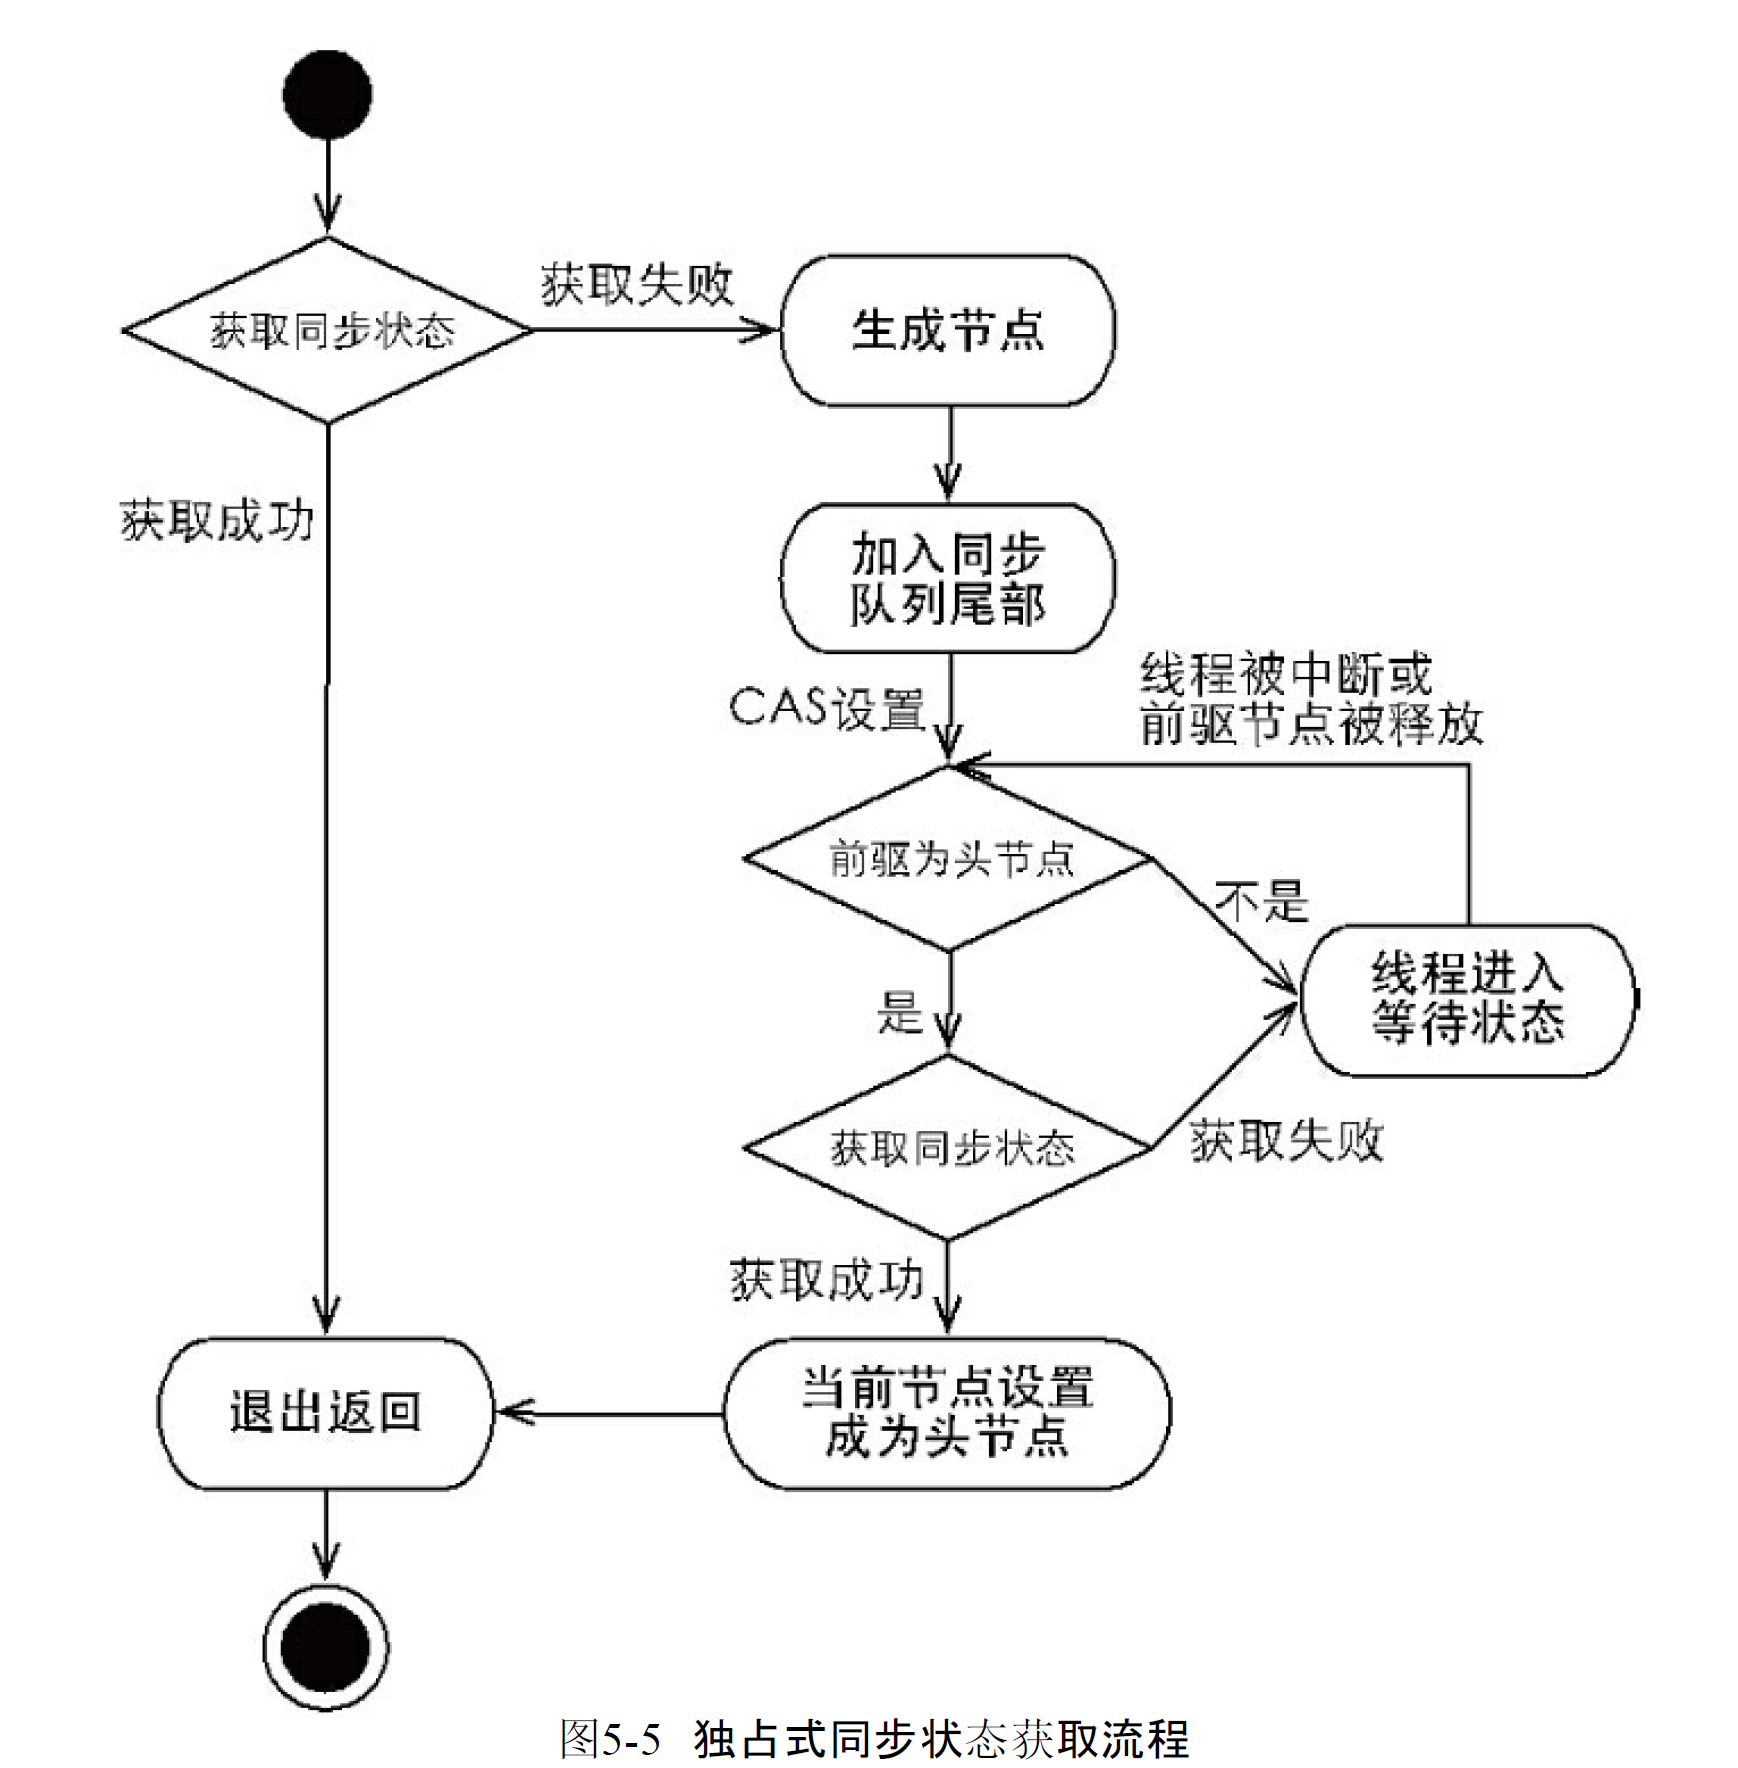 获取失败
获取同步状态
生成节点
获取成功
加入同步
队列尾部
线程被中断或
前驱节点被释放
CAS设置
前驱为头节点
不是
线程进入
等待状态
是
获取同步状态
获取失败
获取成功
当前节点设置
成为头节点
退出返回
图5-5 独占式同步状态获取流程